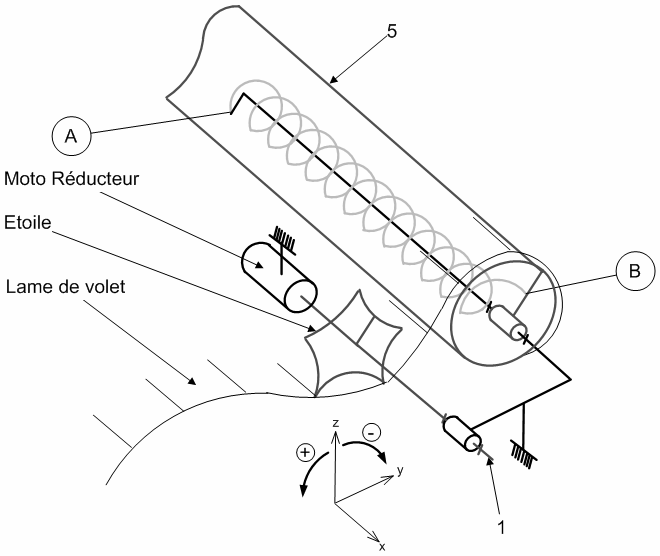 5
A
Moto Réducteur
Etoile
B
Lame de volet
z
+
-
y
x
1